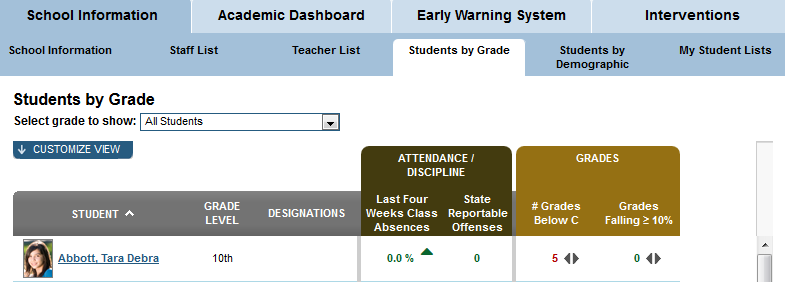 School Information Academic Dashboard Early Warning System Interventions
School Information Staff List Teacher List Students by Grade Students by Demographic My Student Lists
Students by Grade
Select grade to show: All Students
CUSTOMIZE VIEW
ATTENDANCE / DISCIPLINE GRADES
STUDENT GRADE LEVEL DESIGNATIONS Last Four Weeks Class Absences State Reportable Offenses # Grades Below C Grades Falling ≥ 10%
Abbott, Tara Debra 10th 0.0 % 0 5 0